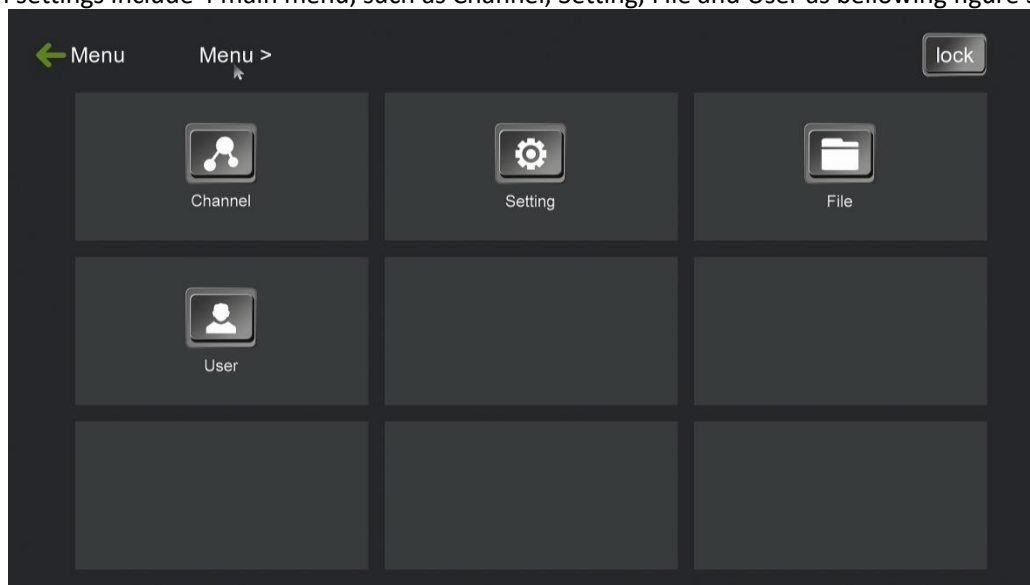 settings include 4 main menu, such as Channel, Setting, File and User as bellowing figure
Menu Menu > lock
Channel Setting File
User